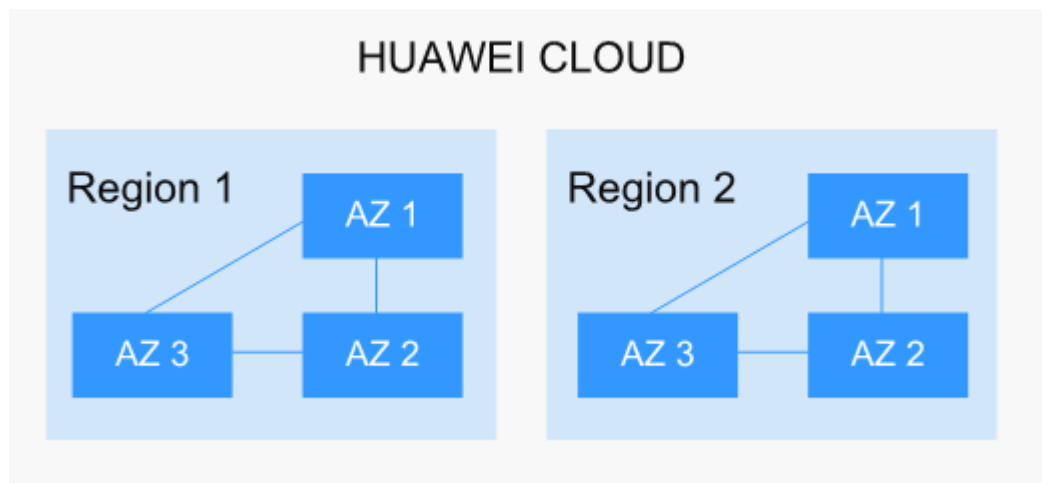 HUAWEI CLOUD
Region 1
AZ 1
AZ 3
AZ 2
Region 2
AZ 1
AZ 3
AZ 2